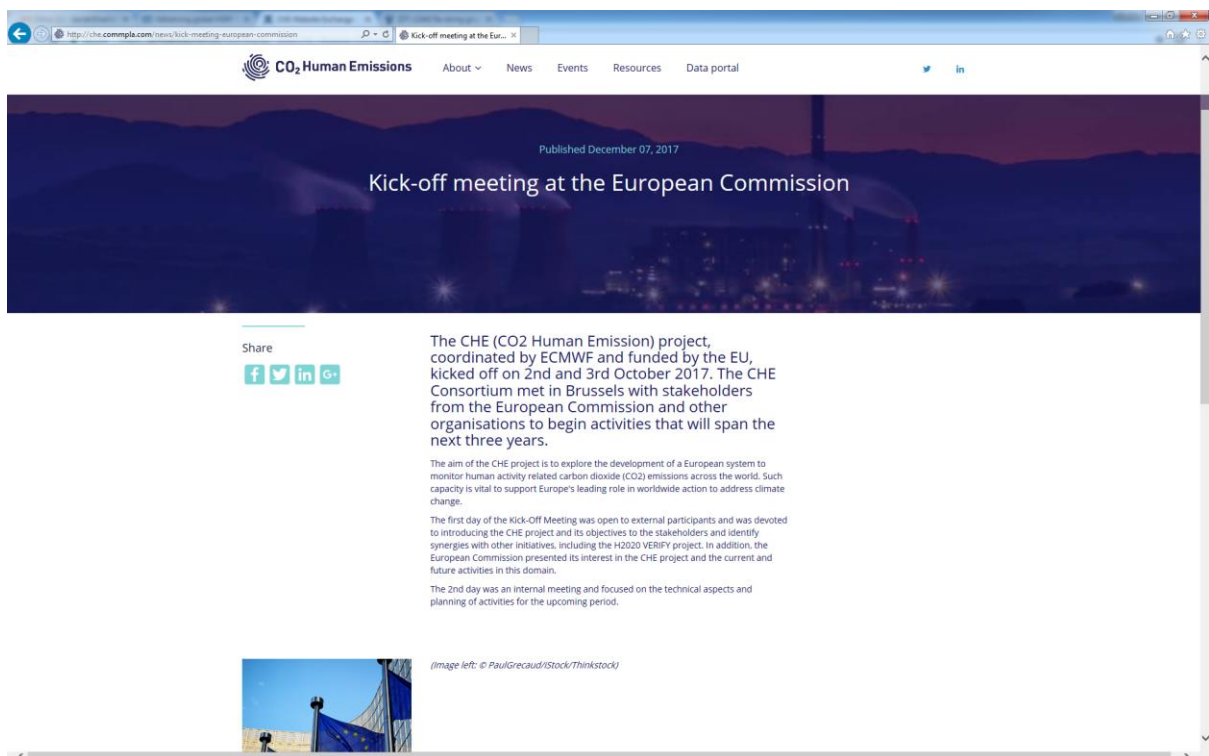 http://che.commpla.com/news/kick-meeting-european-commission
Kick-off meeting at the Eur...
CO2 Human Emissions
About News Events Resources Data portal
Published December 07, 2017
Kick-off meeting at the European Commission
Share
The CHE (CO2 Human Emission) project,
coordinated by ECMWF and funded by the EU,
kicked off on 2nd and 3rd October 2017. The CHE
Consortium met in Brussels with stakeholders
from the European Commission and other
organisations to begin activities that will span the
next three years.
The aim of the CHE project is to explore the development of a European system to
monitor human activity related carbon dioxide (CO2) emissions across the world. Such
capacity is vital to support Europe's leading role in worldwide action to address climate
change.
The first day of the Kick-Off Meeting was open to external participants and was devoted
to introducing the CHE project and its objectives to the stakeholders and identify
synergies with other initiatives, including the H2020 VERIFY project. In addition, the
European Commission presented its interest in the CHE project and the current and
future activities in this domain.
The 2nd day was an internal meeting and focused on the technical aspects and
planning of activities for the upcoming period.
(Image left: © PaulGrecaud/iStock/Thinkstock)